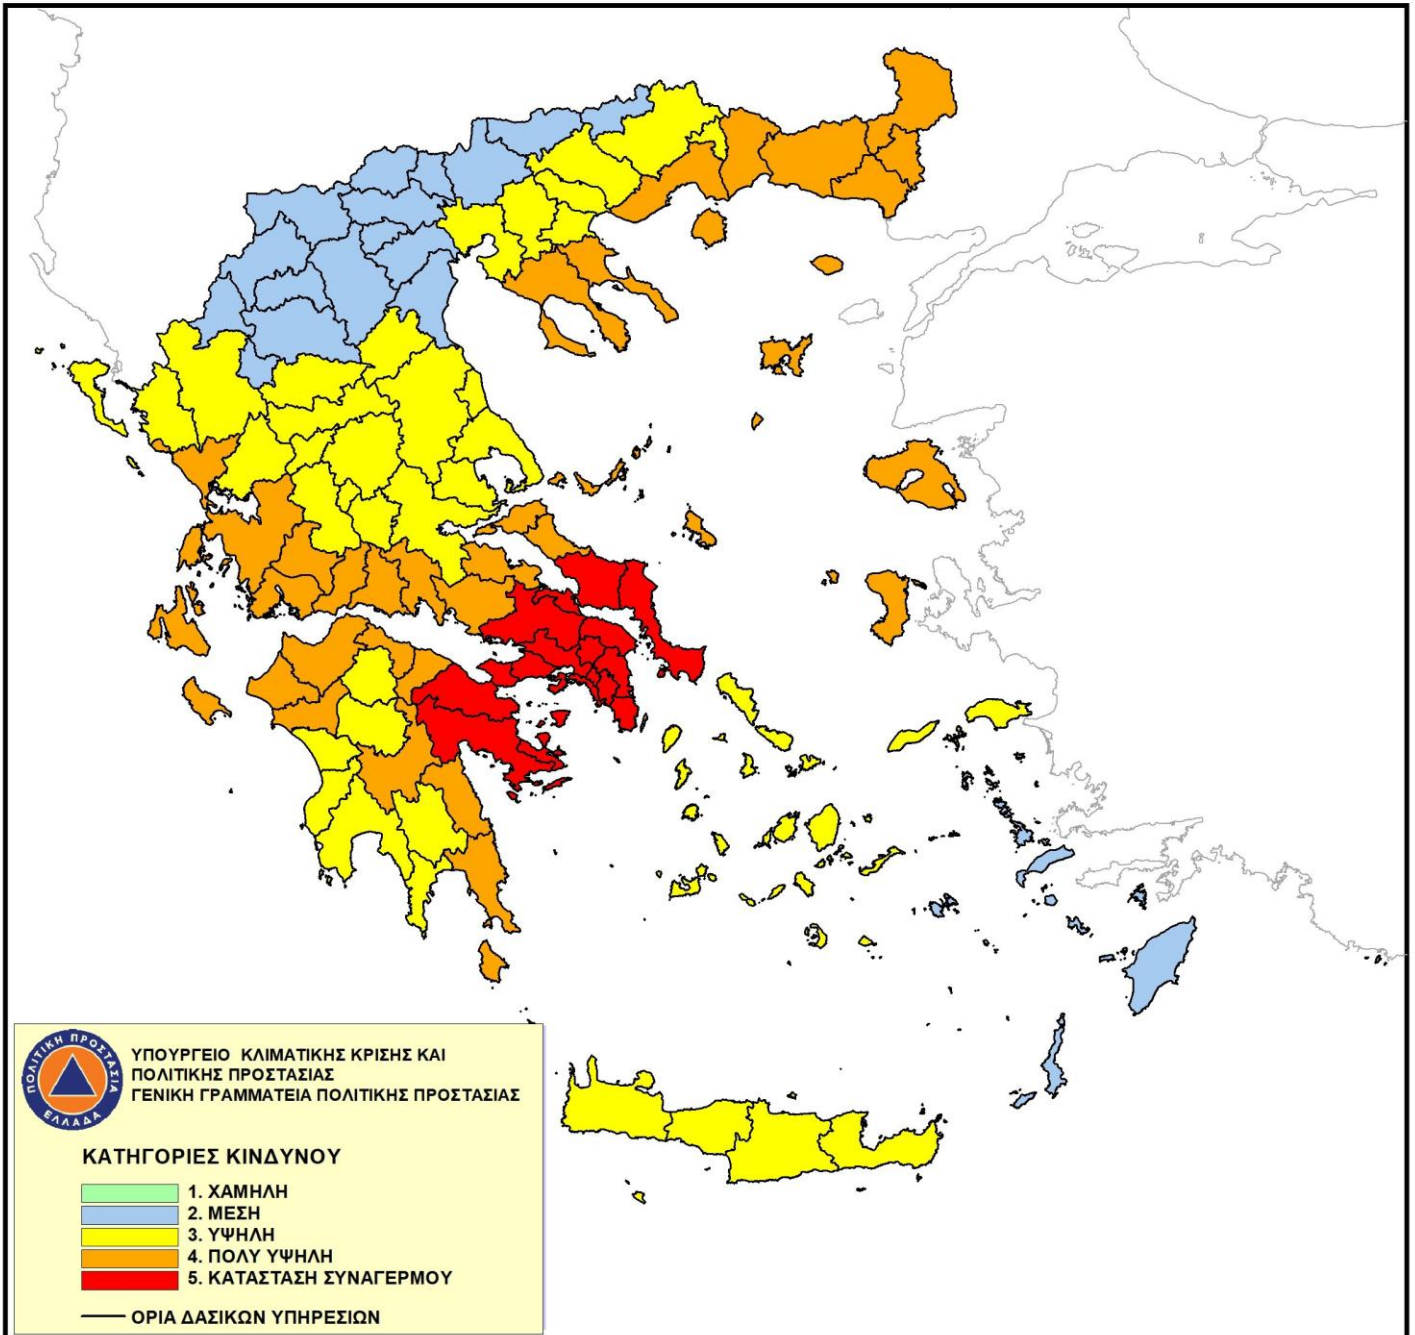 ΠΟΛΙΤΙΚΗ ΠΡΟΣΤΑΣΙΑ
ΕΛΛΑΔΑ
ΥΠΟΥΡΓΕΙΟ ΚΛΙΜΑΤΙΚΗΣ ΚΡΙΣΗΣ ΚΑΙ
ΠΟΛΙΤΙΚΗΣ ΠΡΟΣΤΑΣΙΑΣ
ΓΕΝΙΚΗ ΓΡΑΜΜΑΤΕΙΑ ΠΟΛΙΤΙΚΗΣ ΠΡΟΣΤΑΣΙΑΣ
ΚΑΤΗΓΟΡΙΕΣ ΚΙΝΔΥΝΟΥ
1. ΧΑΜΗΛΗ
2. ΜΕΣΗ
3. ΥΨΗΛΗ
4. ΠΟΛΥ ΥΨΗΛΗ
5. ΚΑΤΑΣΤΑΣΗ ΣΥΝΑΓΕΡΜΟΥ
ΟΡΙΑ ΔΑΣΙΚΩΝ ΥΠΗΡΕΣΙΩΝ